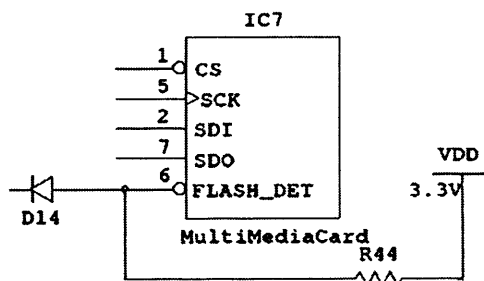 IC7
1 CS
5 SCK
2 SDI
7 SDO
6 FLASH_DET
VDD
3.3V
D14
MultiMediaCard
R44